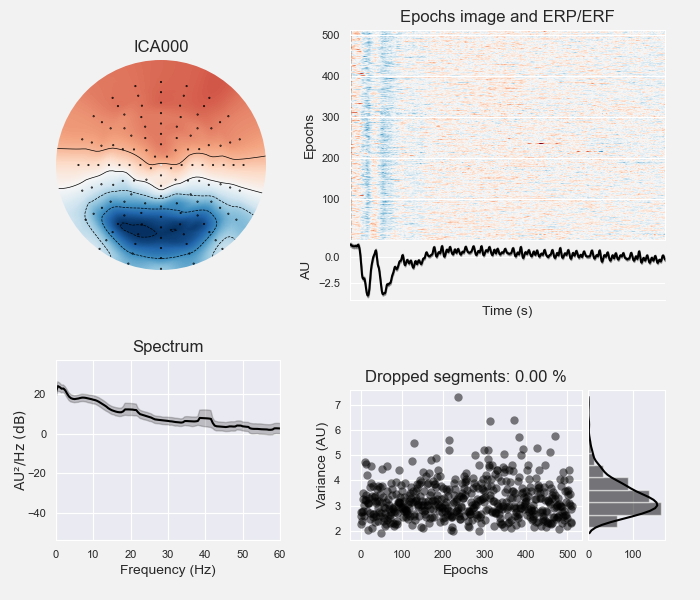 ICA000
Epochs image and ERP/ERF
Epochs
500
400
300
200
100
AU
0.0
−2.5
Time (s)
Spectrum
AU²/Hz (dB)
20
0
−20
−40
0 10 20 30 40 50 60
Frequency (Hz)
Dropped segments: 0.00 %
Variance (AU)
7
6
5
4
3
2
0 100 200 300 400 500
Epochs
0 100